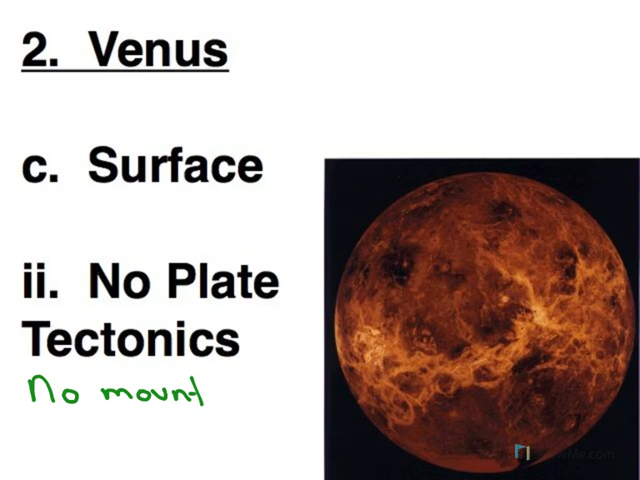 2. Venus
c. Surface
ii. No Plate
Tectonics
No mount